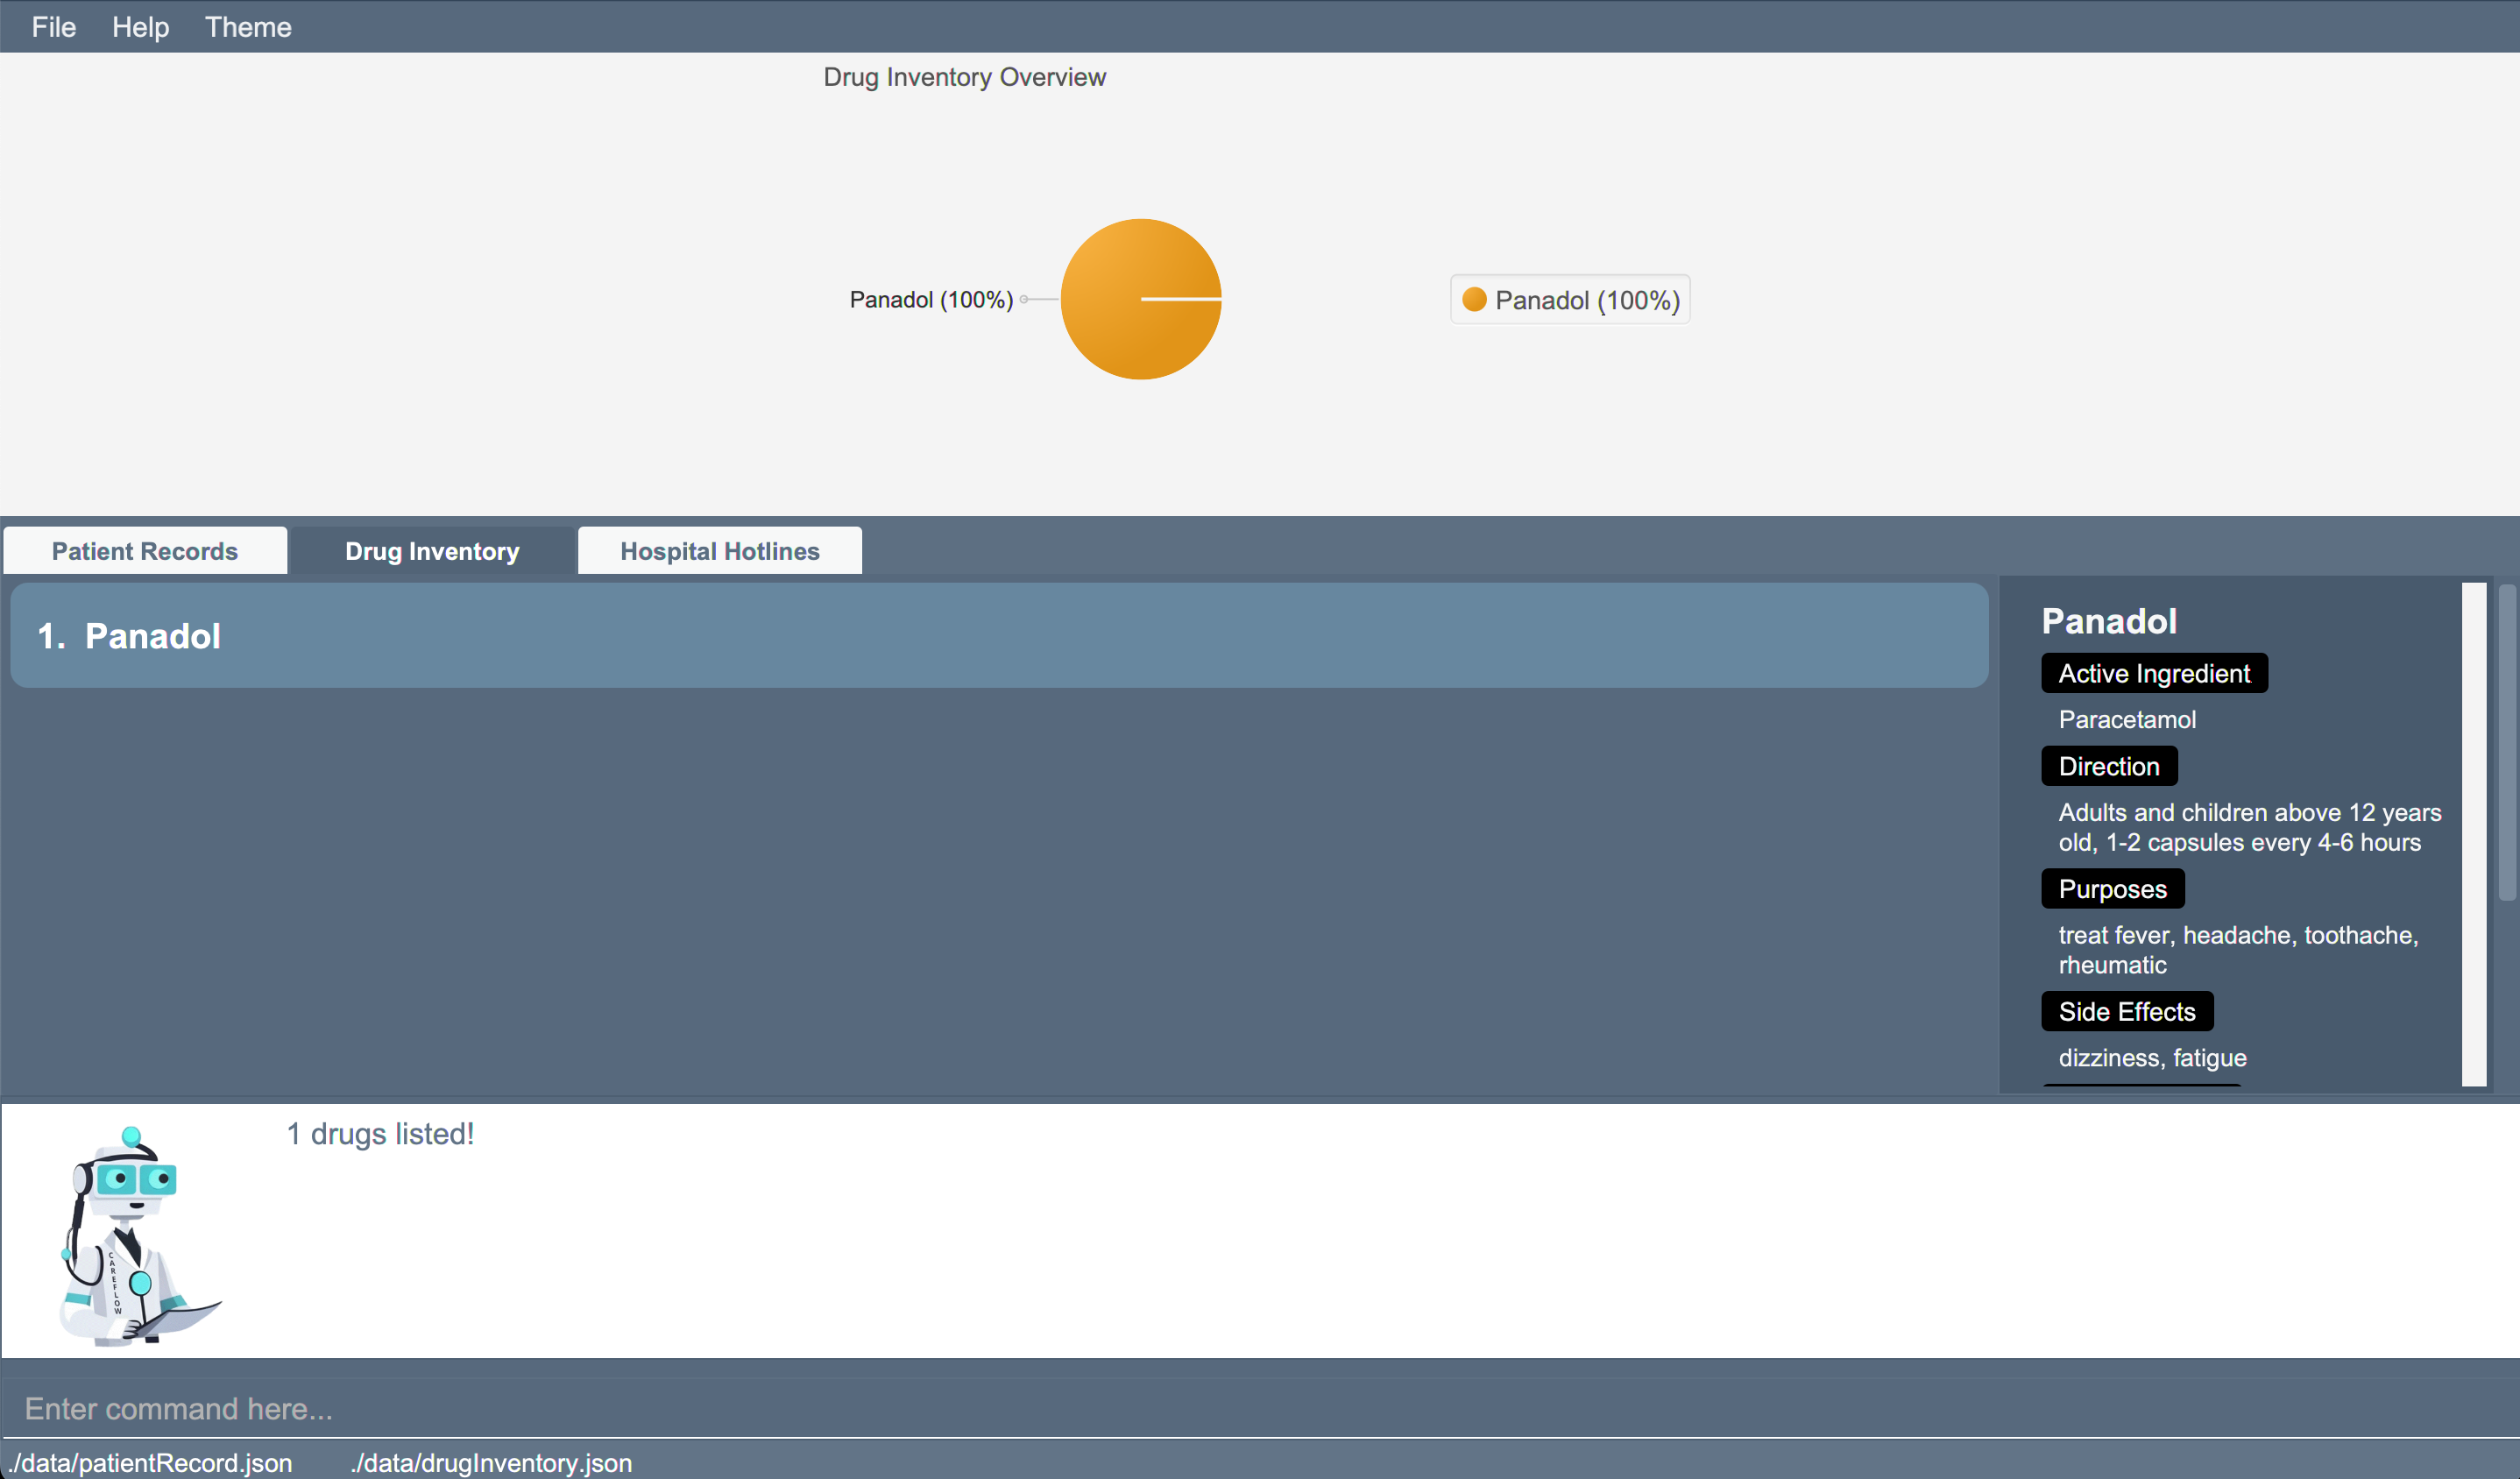 File Help Theme
Drug Inventory Overview
Panadol (100%)
Panadol (100%)
Patient Records
Drug Inventory
Hospital Hotlines
1. Panadol
Panadol
Active Ingredient
Paracetamol
Direction
Adults and children above 12 years
old, 1-2 capsules every 4-6 hours
Purposes
treat fever, headache, toothache,
rheumatic
Side Effects
dizziness, fatigue
1 drugs listed!
CAREFLOW
Enter command here...
./data/patientRecord.json
./data/drugInventory.json